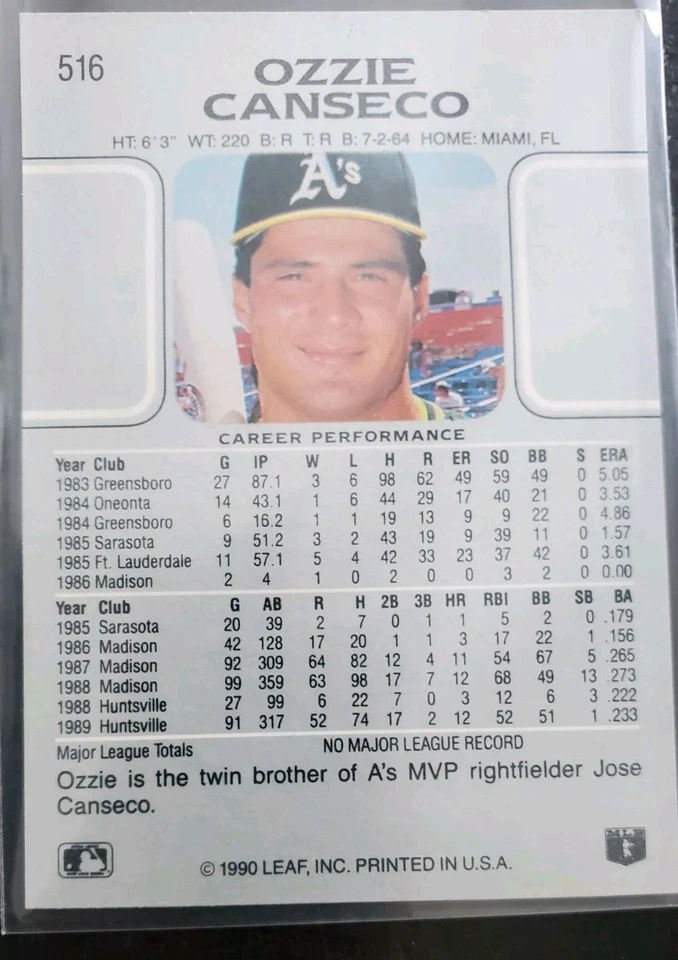 516
OZZIE
CANSECO
HT: 6'3" WT: 220 B: R T: R B: 7-2-64 HOME: MIAMI, FL
A's
CAREER PERFORMANCE
Year Club G IP W L H R ER SO BB S ERA
1983 Greensboro 27 87.1 3 6 98 62 49 59 49 0 5.05
1984 Oneonta 14 43.1 1 6 44 29 17 40 21 0 3.53
1984 Greensboro 6 16.2 1 1 19 13 9 9 22 0 4.86
1985 Sarasota 9 51.2 3 2 43 19 9 39 11 0 1.57
1985 Ft. Lauderdale 11 57.1 5 4 42 33 23 37 42 0 3.61
1986 Madison 2 4 1 0 2 0 0 3 2 0 0.00
Year Club G AB R H 2B 3B HR RBI BB SB BA
1985 Sarasota 20 39 2 7 0 1 1 5 2 0 .179
1986 Madison 42 128 17 20 1 1 3 17 22 1 .156
1987 Madison 92 309 64 82 12 4 11 54 67 5 .265
1988 Madison 99 359 63 98 17 7 12 68 49 13 .273
1988 Huntsville 27 99 6 22 7 0 3 12 6 3 .222
1989 Huntsville 91 317 52 74 17 2 12 52 51 1 .233
Major League Totals NO MAJOR LEAGUE RECORD
Ozzie is the twin brother of A's MVP rightfielder Jose
Canseco.
MLB
© 1990 LEAF, INC. PRINTED IN U.S.A.